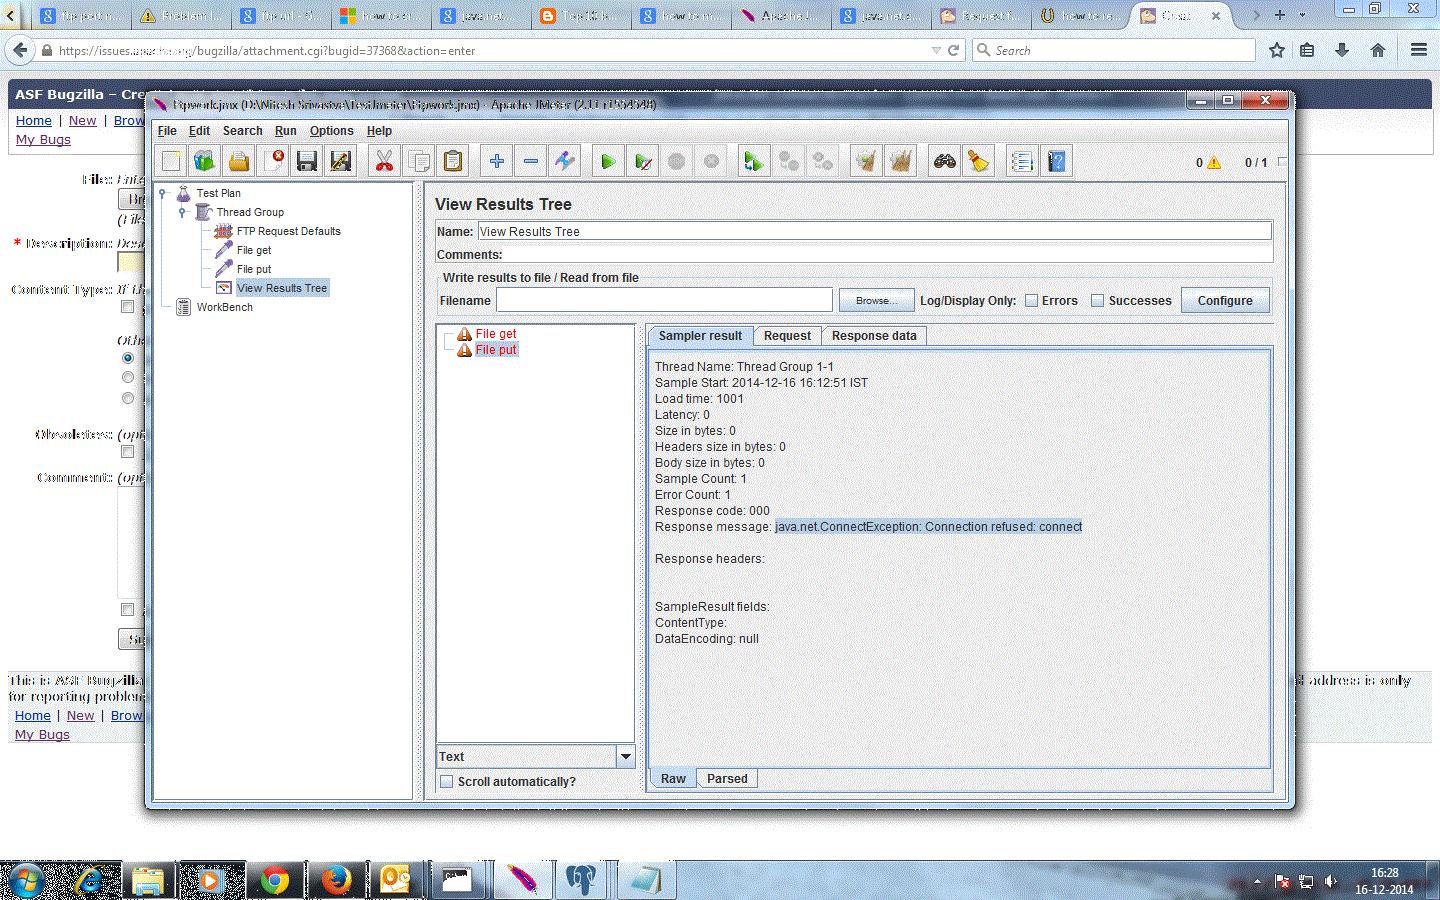 ftp
https://issues.apache.org/bugzilla/attachment.cgi?bugid=37368&action=enter
Search
ASF Bugzilla –
Home | New |
My Bugs
File:
* Description:
Content Type:
Obsoletes:
Comment:
This is ASF Bugzilla
address is only
for reporting
Home | New |
My Bugs
ftpwork.jmx (D:\Nitesh Srivastva\TestJmeter\ftpwork.jmx) - Apache JMeter (2.11 r1554548)
File Edit Search Run Options Help
0
0 / 1
Test Plan
Thread Group
FTP Request Defaults
File get
File put
View Results Tree
WorkBench
View Results Tree
Name: View Results Tree
Comments:
Write results to file / Read from file
Filename
Browse...
Log/Display Only:
Errors
Successes
Configure
File get
File put
Text
Scroll automatically?
Sampler result
Request
Response data
Thread Name: Thread Group 1-1
Sample Start: 2014-12-16 16:12:51 IST
Load time: 1001
Latency: 0
Size in bytes: 0
Headers size in bytes: 0
Body size in bytes: 0
Sample Count: 1
Error Count: 1
Response code: 000
Response message: java.net.ConnectException: Connection refused: connect
Response headers:
SampleResult fields:
ContentType:
DataEncoding: null
Raw
Parsed
16:28
16-12-2014